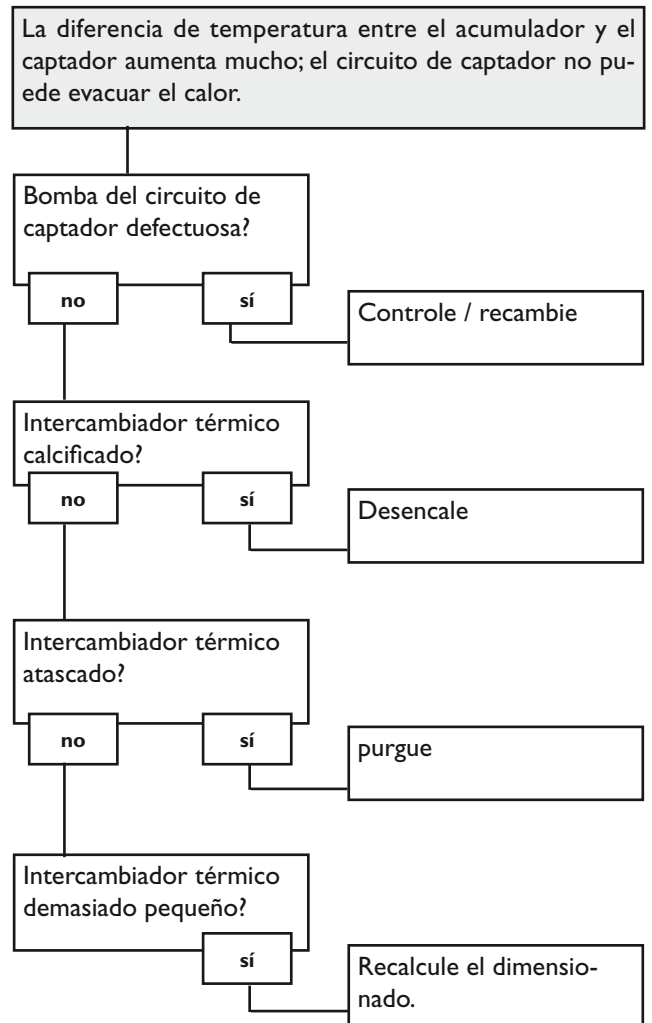 La diferencia de temperatura entre el acumulador y el
captador aumenta mucho; el circuito de captador no pu-
ede evacuar el calor.
Bomba del circuito de
captador defectuosa?
no
sí
Controle / recambie
Intercambiador térmico
calcificado?
no
sí
Desencale
Intercambiador térmico
atascado?
no
sí
purgue
Intercambiador térmico
demasiado pequeño?
sí
Recalcule el dimensio-
nado.